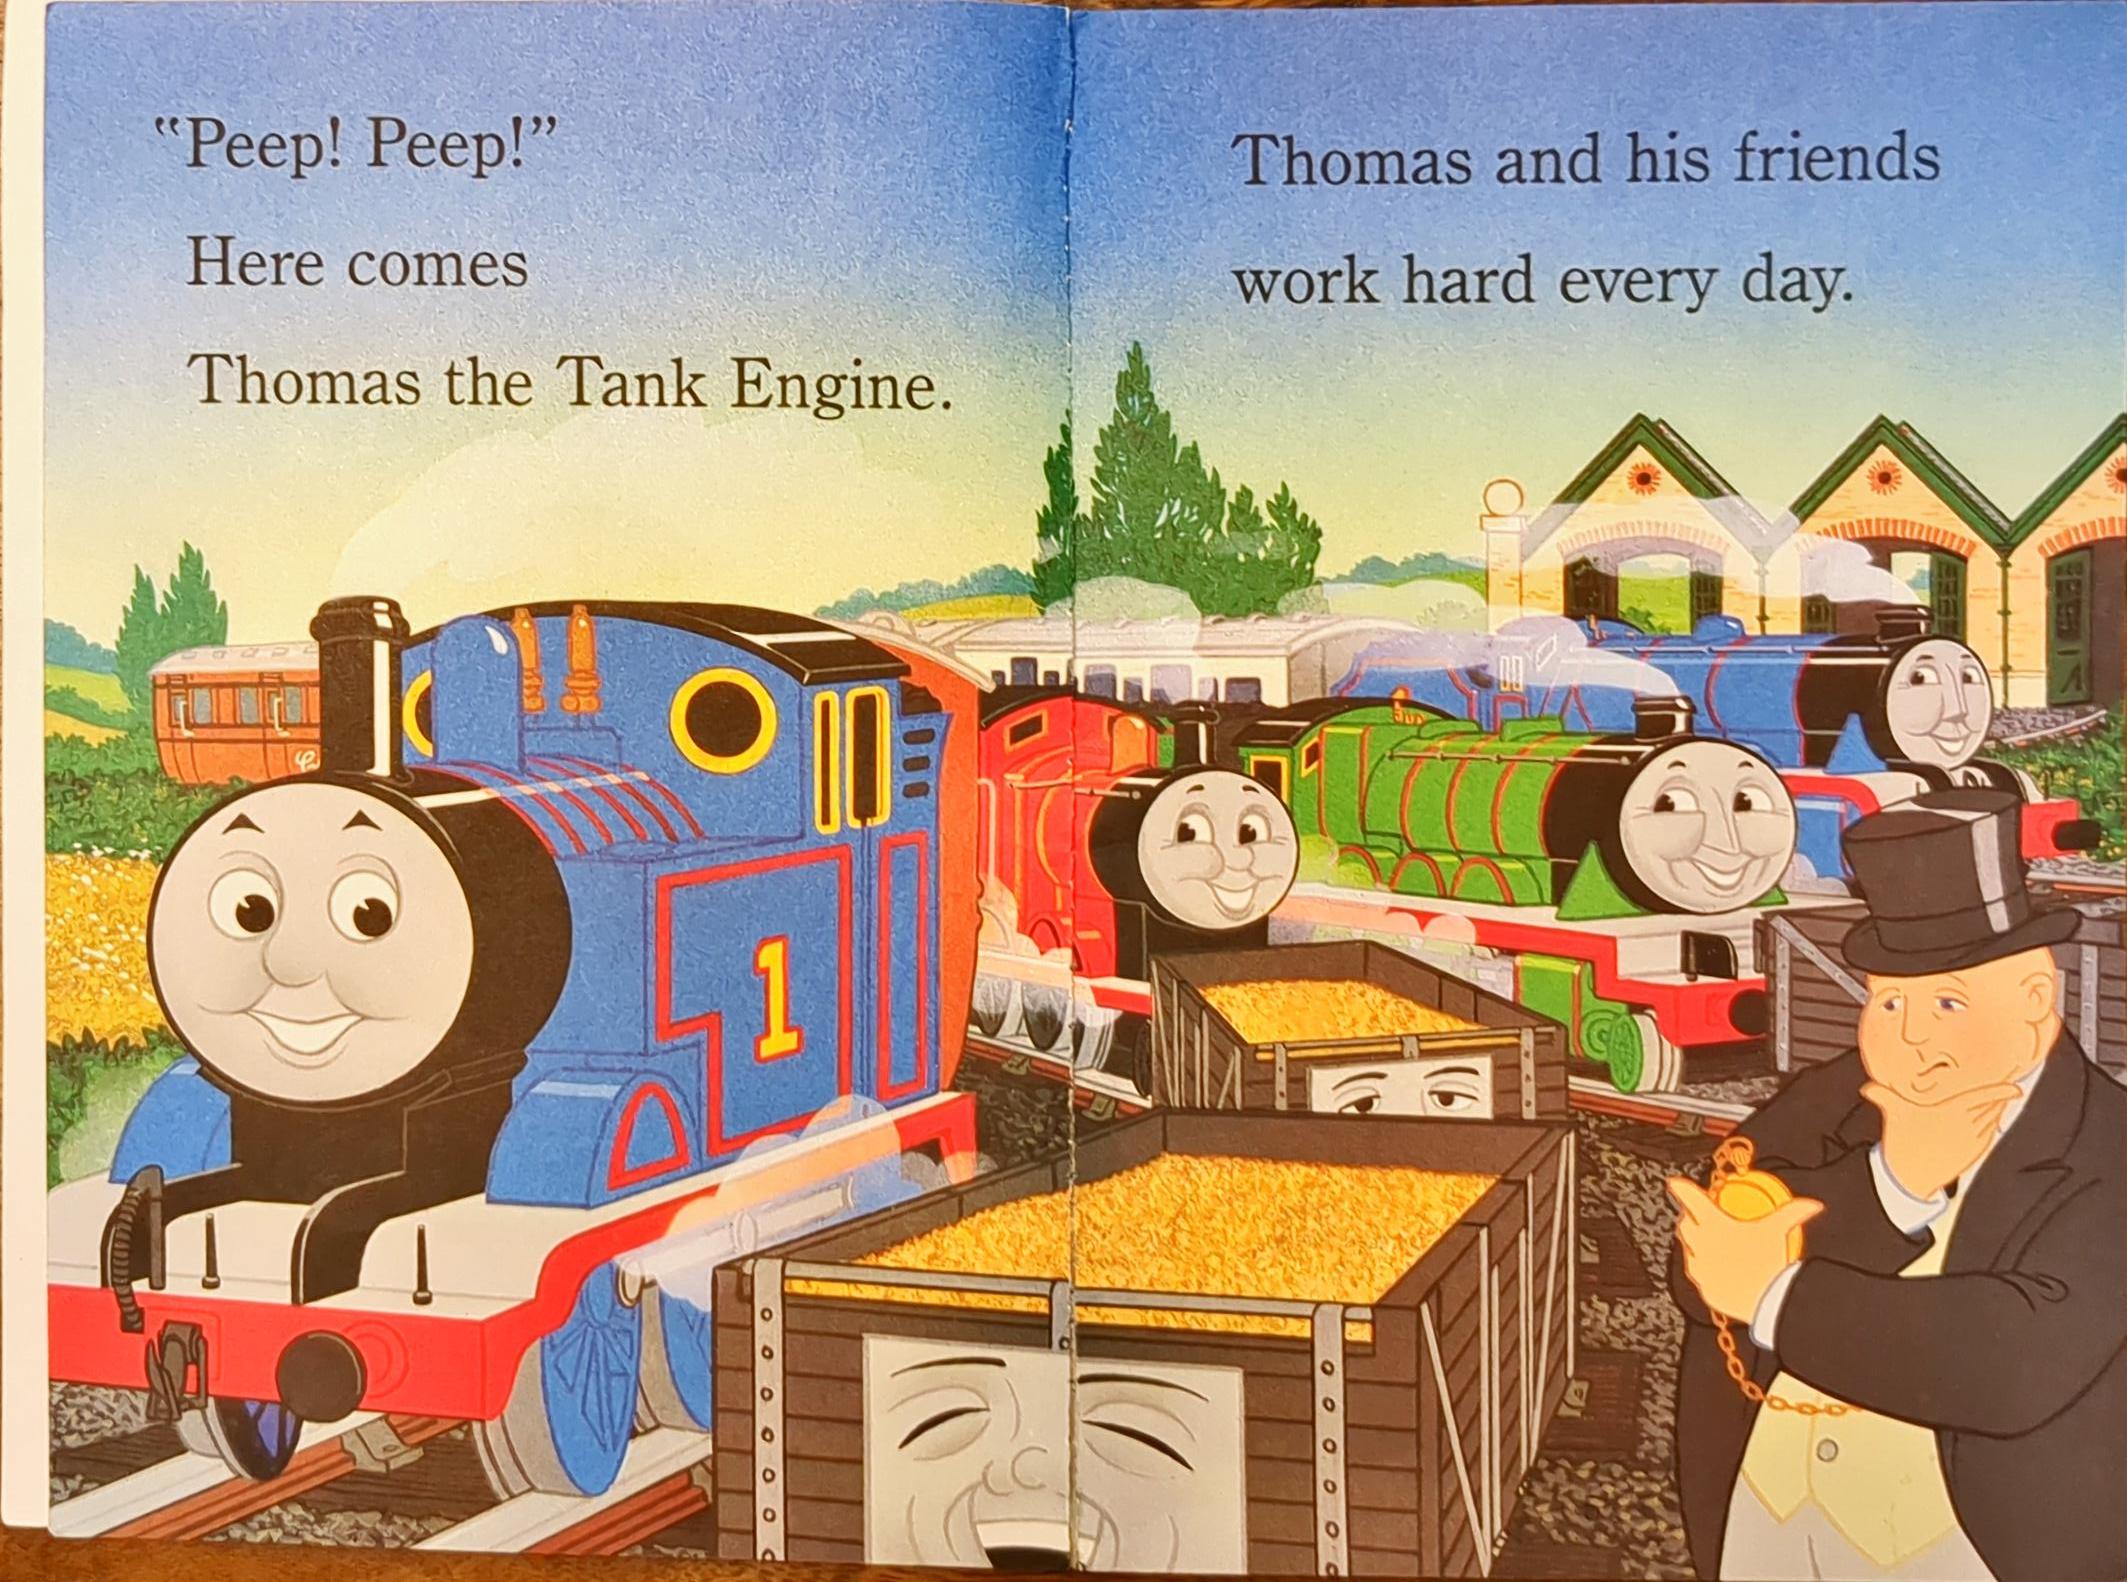 “Peep! Peep!”
Here comes
Thomas the Tank Engine.
1
Thomas and his friends
work hard every day.